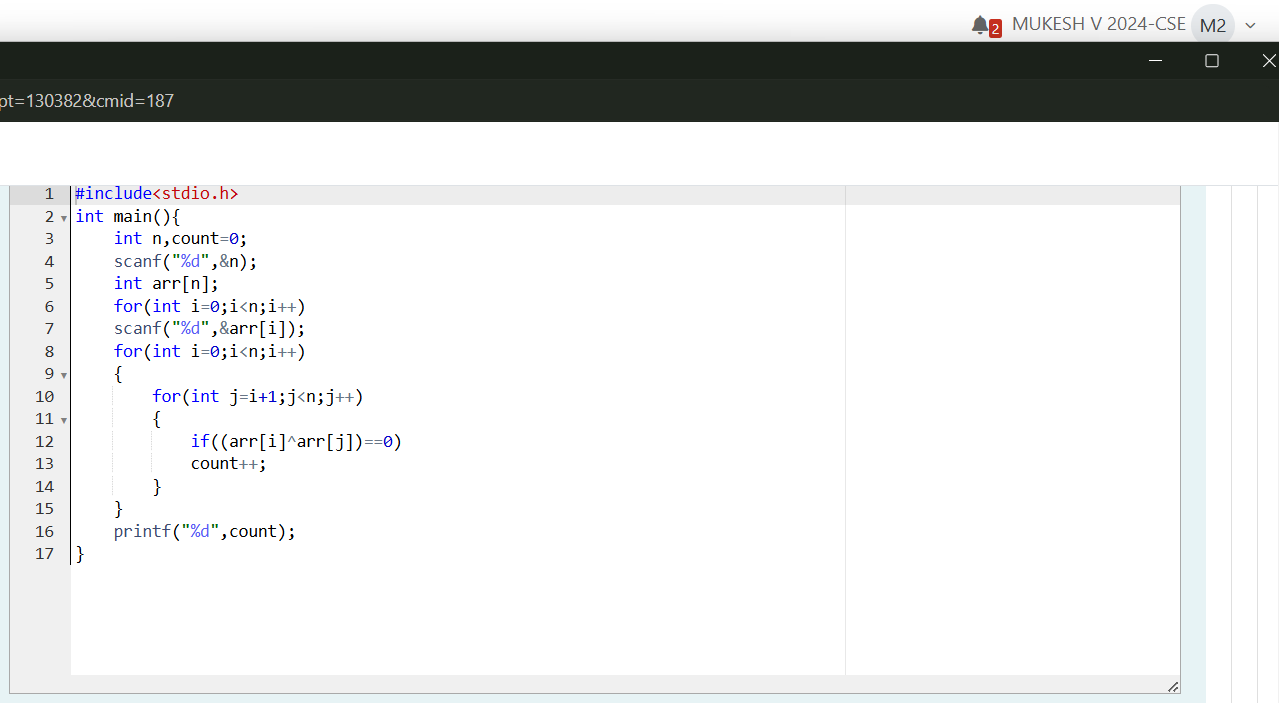 2 MUKESH V 2024-CSE M2
pt=130382&cmid=187
1 #include<stdio.h>
2 int main(){
3     int n,count=0;
4     scanf("%d",&n);
5     int arr[n];
6     for(int i=0;i<n;i++)
7     scanf("%d",&arr[i]);
8     for(int i=0;i<n;i++)
9     {
10         for(int j=i+1;j<n;j++)
11         {
12             if((arr[i]^arr[j])==0)
13             count++;
14         }
15     }
16     printf("%d",count);
17 }